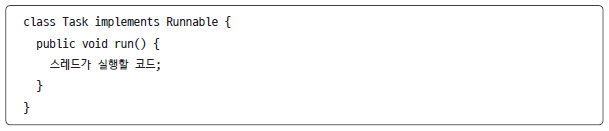 class Task implements Runnable {
  public void run() {
    스레드가 실행할 코드;
  }
}